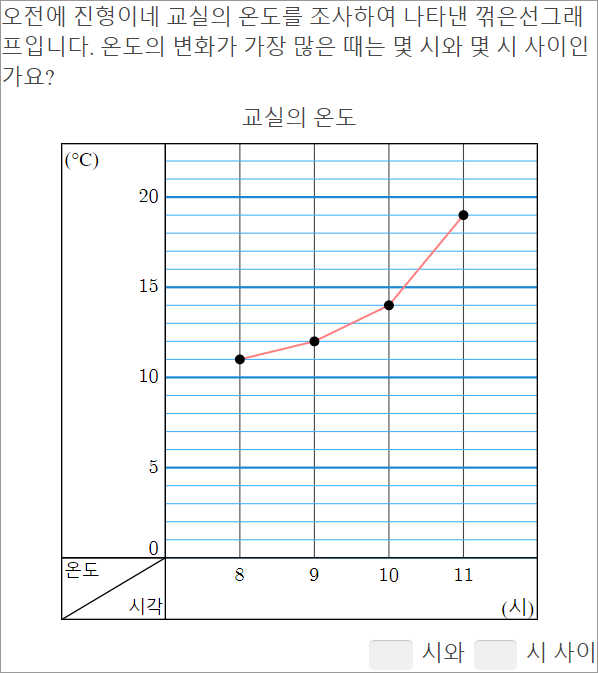 오전에 진형이네 교실의 온도를 조사하여 나타낸 꺾은선그래
프입니다. 온도의 변화가 가장 많은 때는 몇 시와 몇 시 사이인
가요?
교실의 온도
(°C)
20
15
10
5
0
온도
시각
8 9 10 11
(시)
시와 시 사이